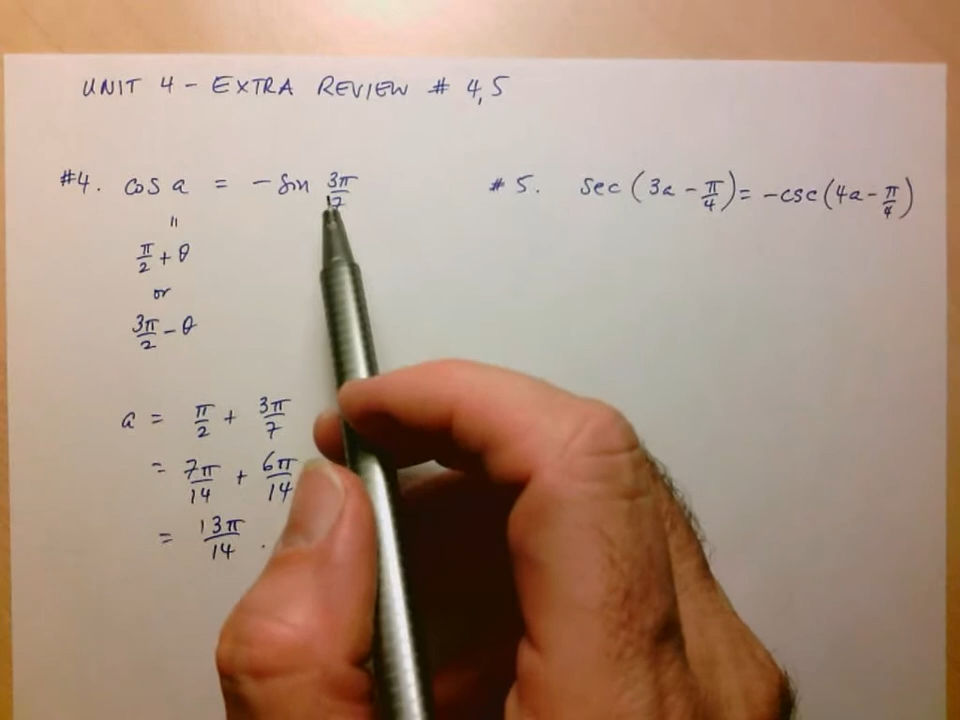 UNIT 4 - EXTRA REVIEW # 4,5
#4. cos a = - sin 3π/7
"
π/2 + θ
or
3π/2 - θ
a = π/2 + 3π/7
= 7π/14 + 6π/14
= 13π/14 .
# 5. sec (3a - π/4) = -csc (4a - π/4)